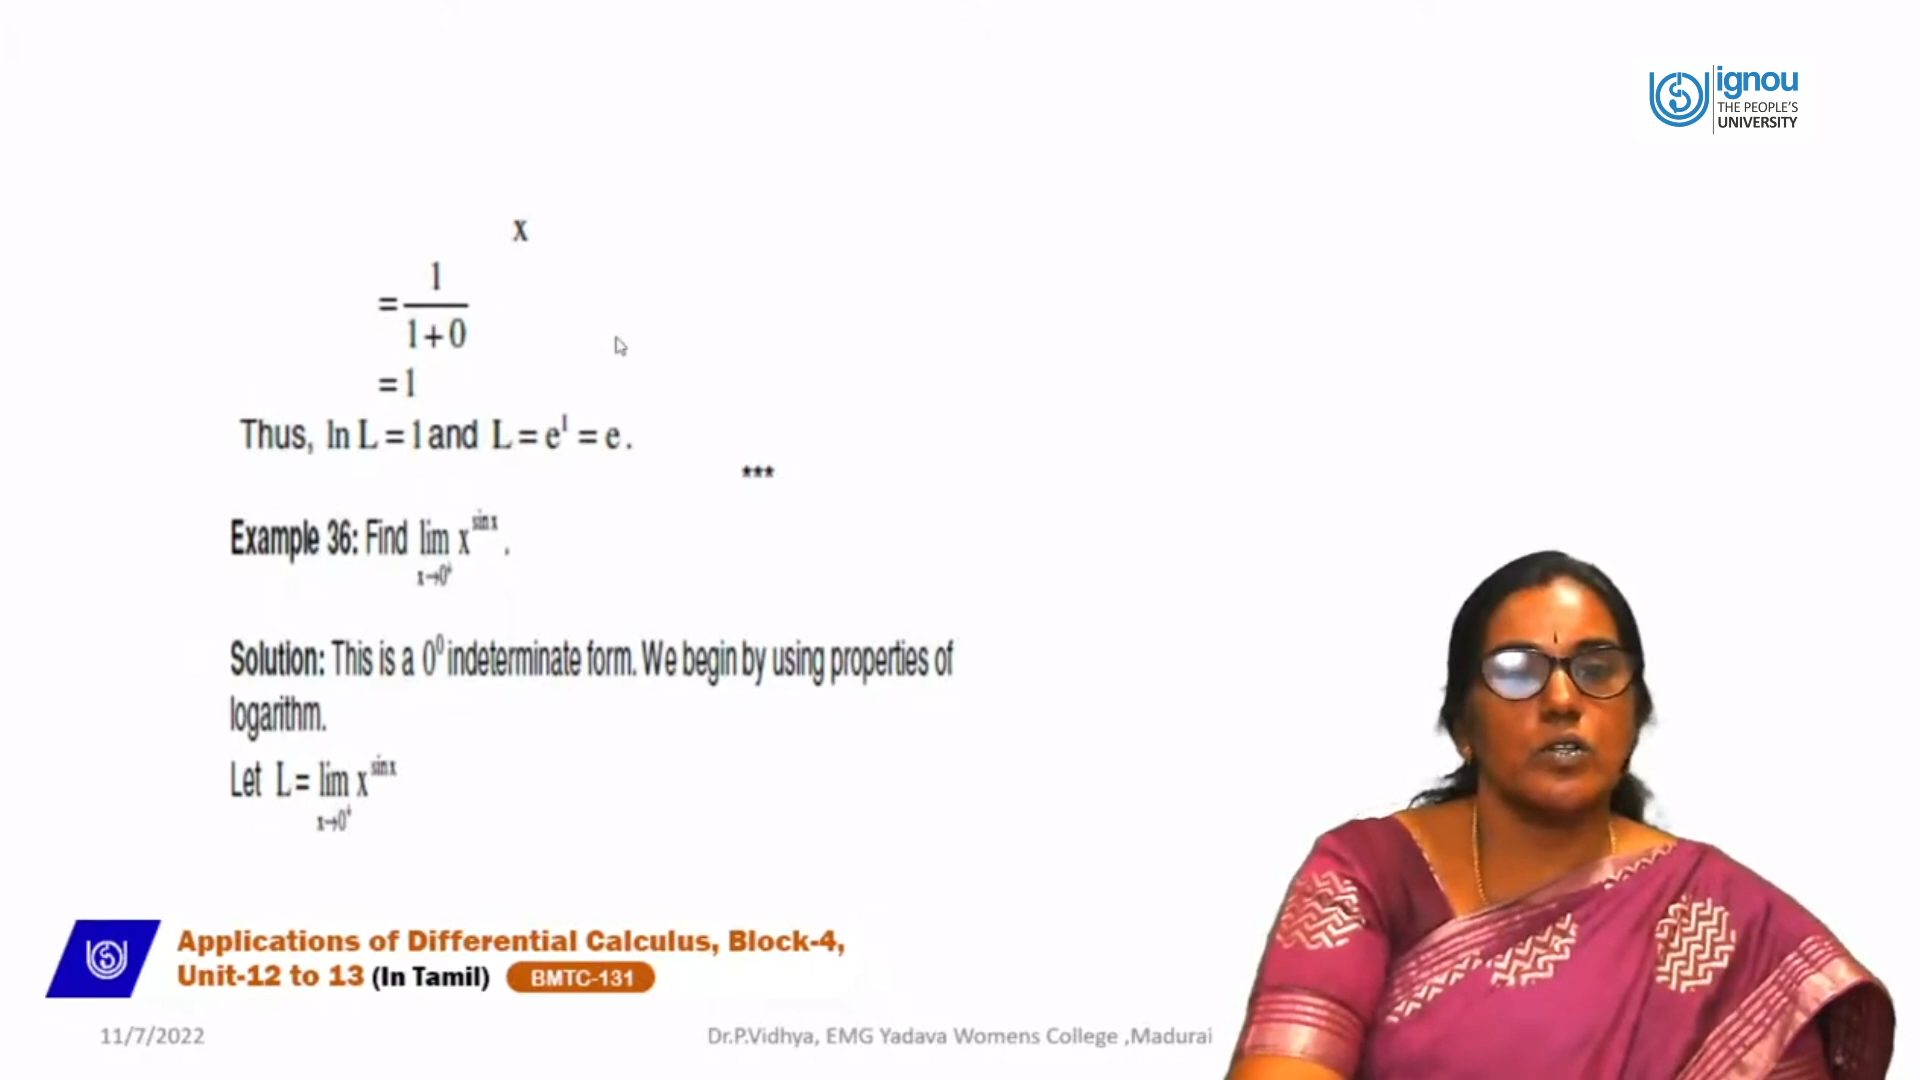 ignou
THE PEOPLE'S
UNIVERSITY
x
= 1/(1+0)
= 1
Thus, ln L = 1 and L = e¹ = e.
***
Example 36: Find lim x^(sin x) .
x→0⁺
Solution: This is a 0⁰ indeterminate form. We begin by using properties of
logarithm.
Let L = lim x^(sin x)
x→0⁺
Applications of Differential Calculus, Block-4,
Unit-12 to 13 (In Tamil) BMTC-131
11/7/2022
Dr.P.Vidhya, EMG Yadava Womens College ,Madurai